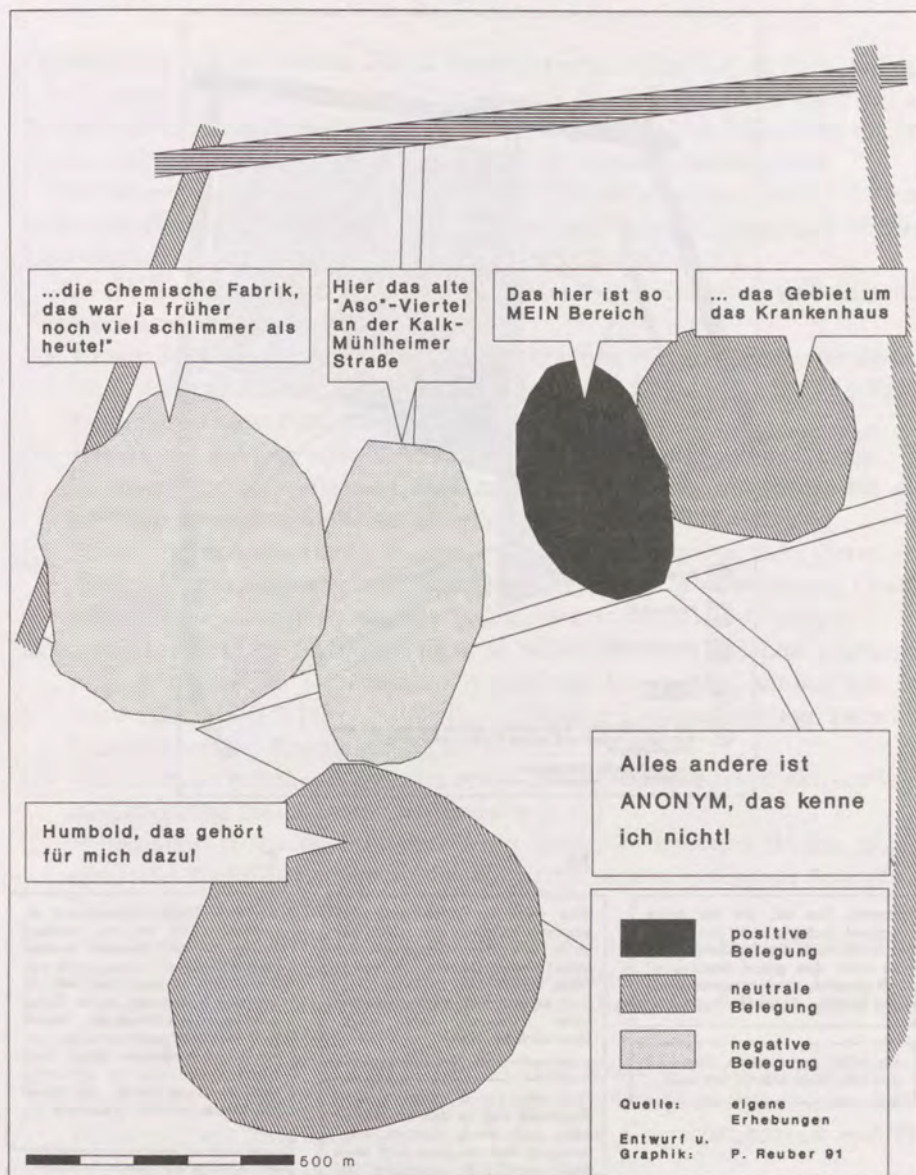 ...die Chemische Fabrik,
das war ja früher
noch viel schlimmer als
heute!"
Hier das alte
"Aso"-Viertel
an der Kalk-
Mühlheimer
Straße
Das hier ist so
MEIN Bereich
... das Gebiet um
das Krankenhaus
Alles andere ist
ANONYM, das kenne
ich nicht!
Humbold, das gehört
für mich dazu!
positive
Belegung
neutrale
Belegung
negative
Belegung
Quelle: eigene
Erhebungen
Entwurf u.
Graphik: P. Reuber 91
500 m